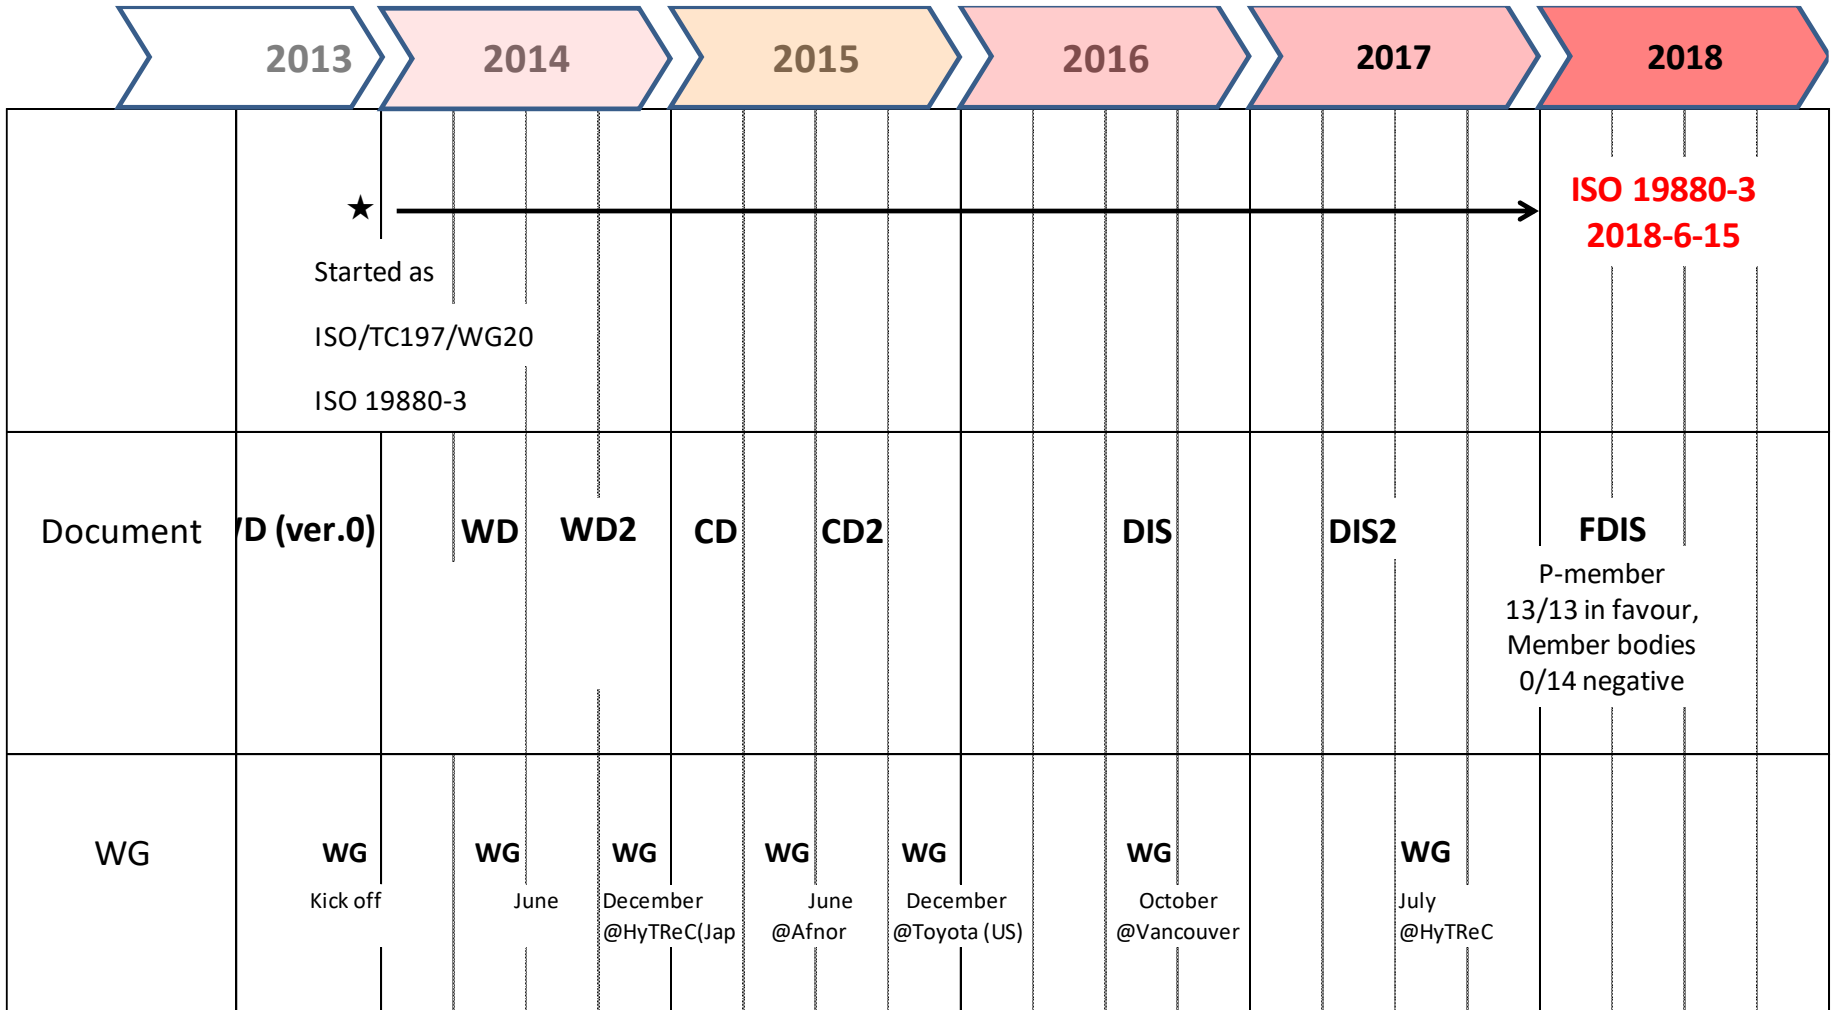 2013 2014 2015 2016 2017 2018
★
ISO 19880-3
2018-6-15
Started as
ISO/TC197/WG20
ISO 19880-3
Document /D (ver.0) WD WD2 CD CD2 DIS DIS2 FDIS
P-member
13/13 in favour,
Member bodies
0/14 negative
WG WG WG WG WG WG WG WG
Kick off June December June December October July
@HyTReC(Jap @Afnor @Toyota (US) @Vancouver @HyTReC